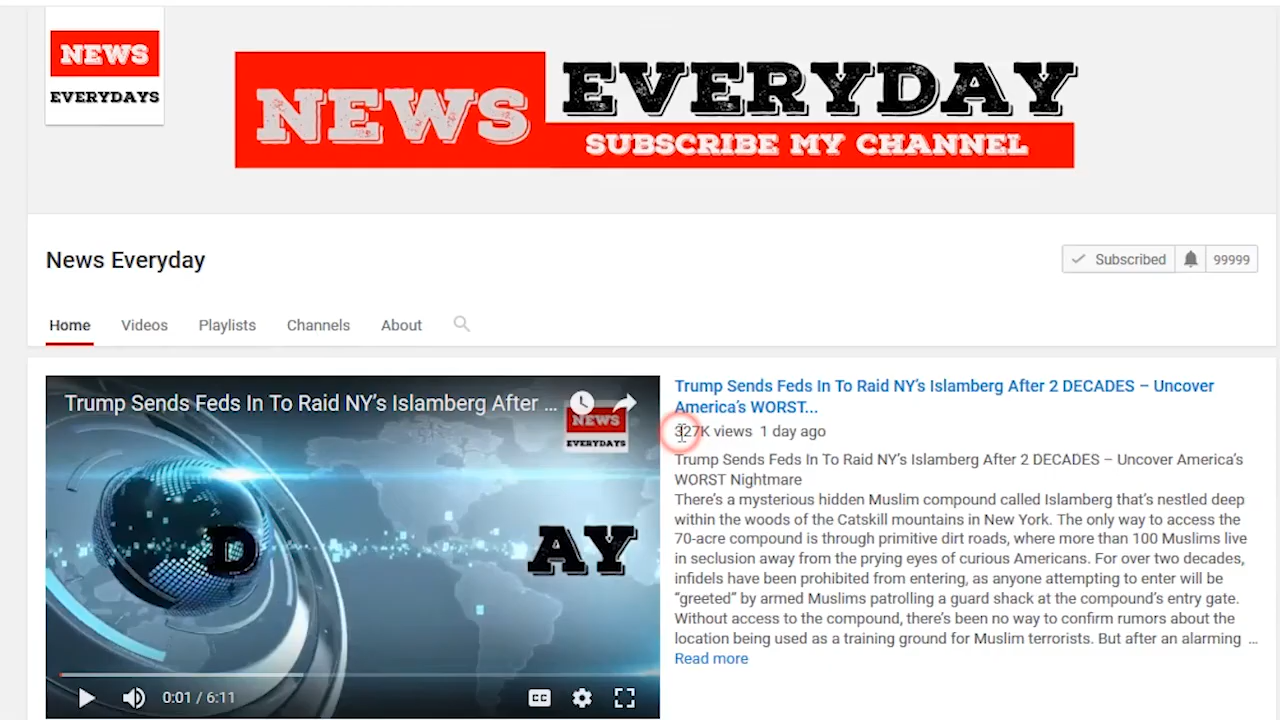 NEWS
EVERYDAYS
NEWS
EVERYDAY
SUBSCRIBE MY CHANNEL
News Everyday
Subscribed
99999
Home
Videos
Playlists
Channels
About
Trump Sends Feds In To Raid NY’s Islamberg After ...
NEWS
EVERYDAYS
D
AY
0:01 / 6:11
CC
Trump Sends Feds In To Raid NY’s Islamberg After 2 DECADES – Uncover
America’s WORST...
327K views 1 day ago
Trump Sends Feds In To Raid NY’s Islamberg After 2 DECADES – Uncover America’s
WORST Nightmare
There’s a mysterious hidden Muslim compound called Islamberg that’s nestled deep
within the woods of the Catskill mountains in New York. The only way to access the
70-acre compound is through primitive dirt roads, where more than 100 Muslims live
in seclusion away from the prying eyes of curious Americans. For over two decades,
infidels have been prohibited from entering, as anyone attempting to enter will be
“greeted” by armed Muslims patrolling a guard shack at the compound’s entry gate.
Without access to the compound, there’s been no way to confirm rumors about the
location being used as a training ground for Muslim terrorists. But after an alarming ...
Read more